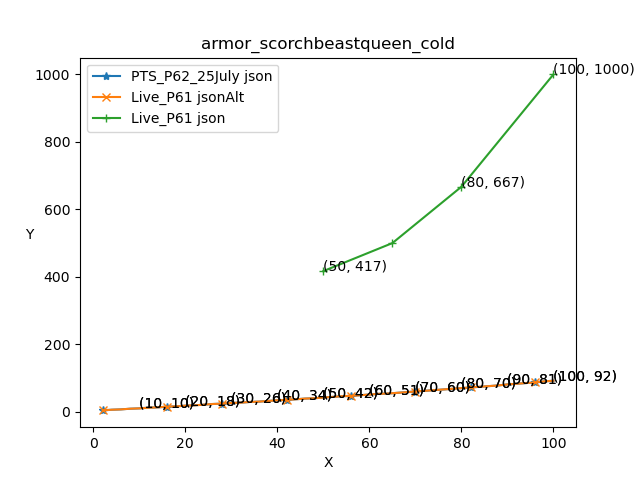 armor_scorchbeastqueen_cold
PTS_P62_25July json
Live_P61 jsonAlt
Live_P61 json
(100, 1000)
1000
800
(80, 667)
600
Y
(50, 417)
400
200
(100, 92)
(90, 81)
(80, 70)
(70, 60)
(60, 51)
(50, 42)
(40, 34)
(30, 26)
(20, 18)
(10, 10)
0
0 20 40 60 80 100
X